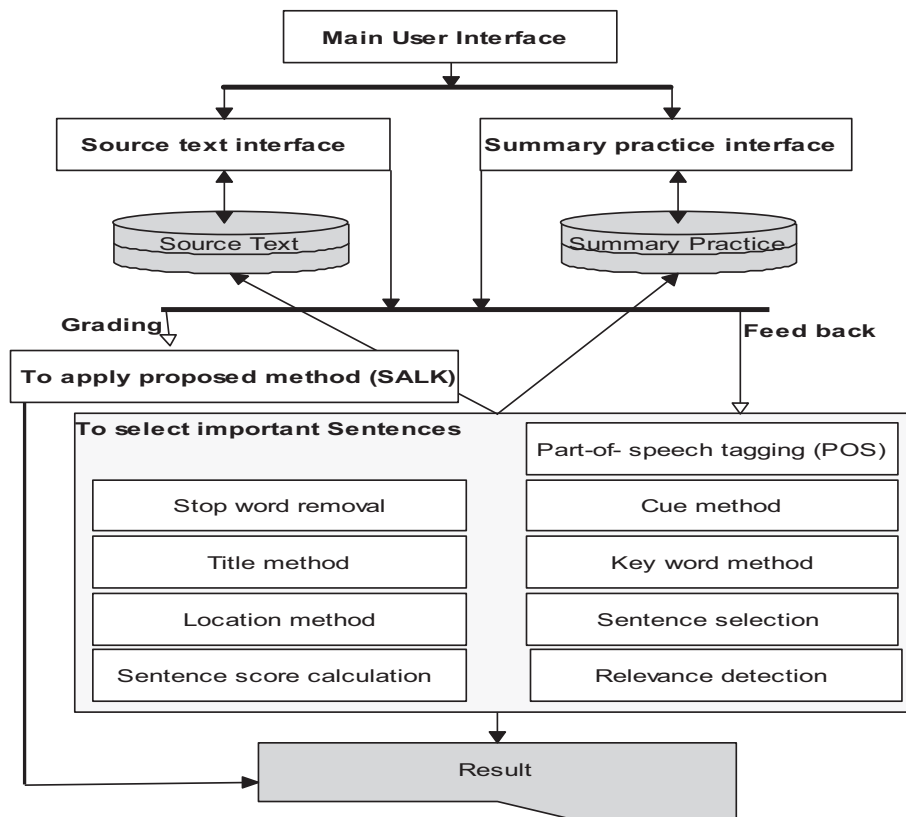 Main User Interface
Source text interface
Summary practice interface
Source Text
Summary Practice
Grading
Feed back
To apply proposed method (SALK)
To select important Sentences
Part-of- speech tagging (POS)
Stop word removal
Cue method
Title method
Key word method
Location method
Sentence selection
Sentence score calculation
Relevance detection
Result